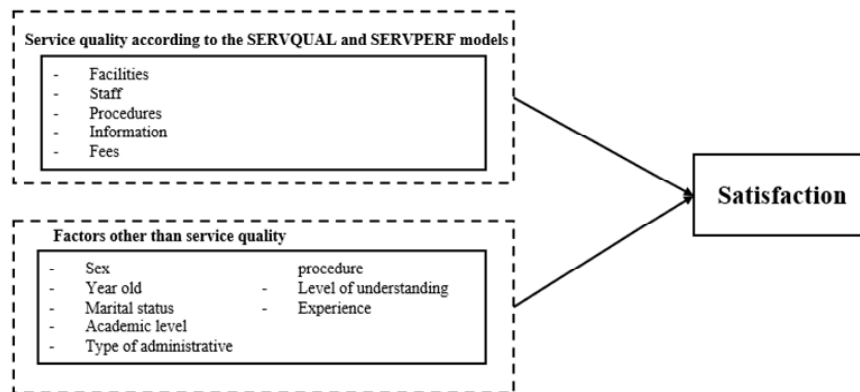 Service quality according to the SERVQUAL and SERVPERF models
- Facilities
- Staff
- Procedures
- Information
- Fees
Satisfaction
Factors other than service quality
- Sex
- Year old
- Marital status
- Academic level
- Type of administrative
procedure
- Level of understanding
- Experience